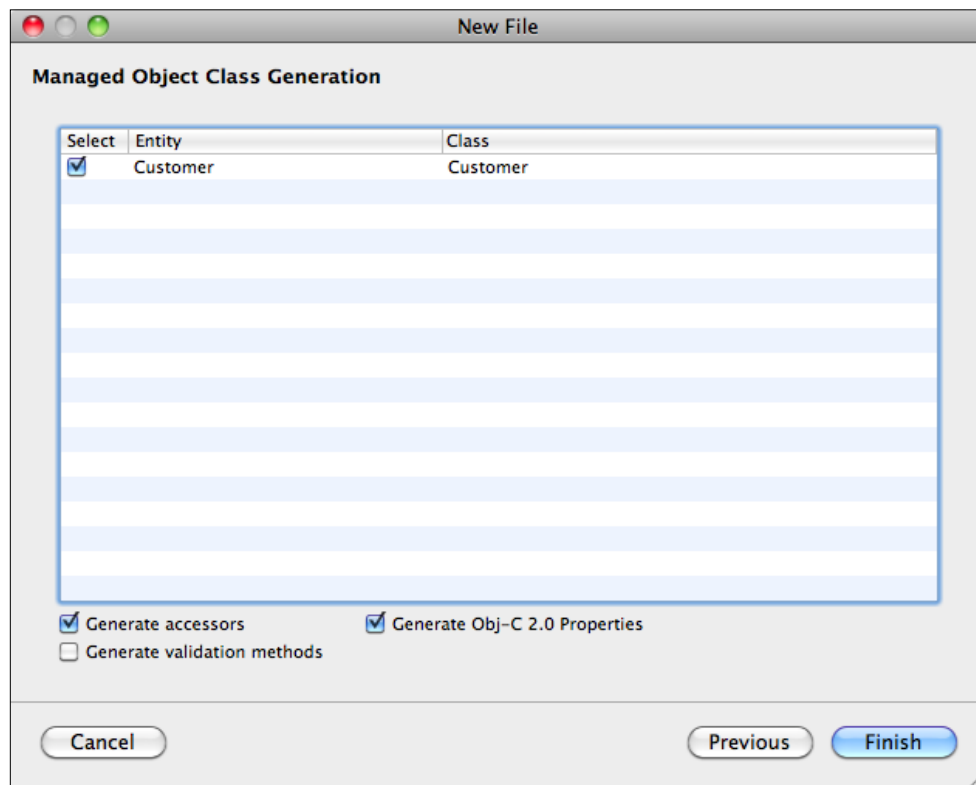 New File
Managed Object Class Generation
Select Entity Class
Customer Customer
Generate accessors Generate Obj-C 2.0 Properties
Generate validation methods
Cancel Previous Finish